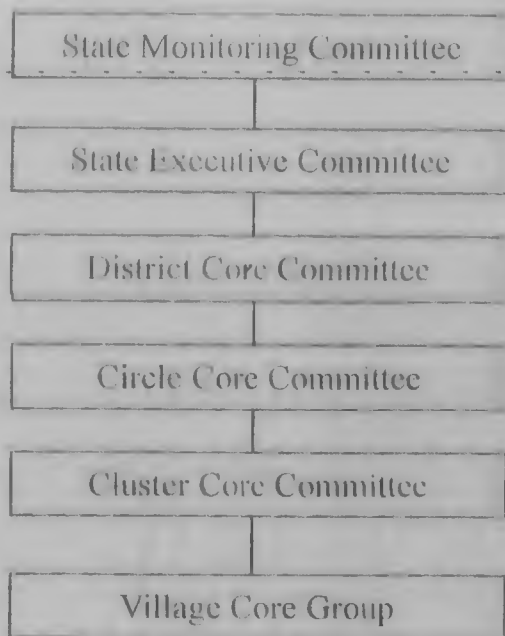 State Monitoring Committee
State Executive Committee
District Core Committee
Circle Core Committee
Cluster Core Committee
Village Core Group